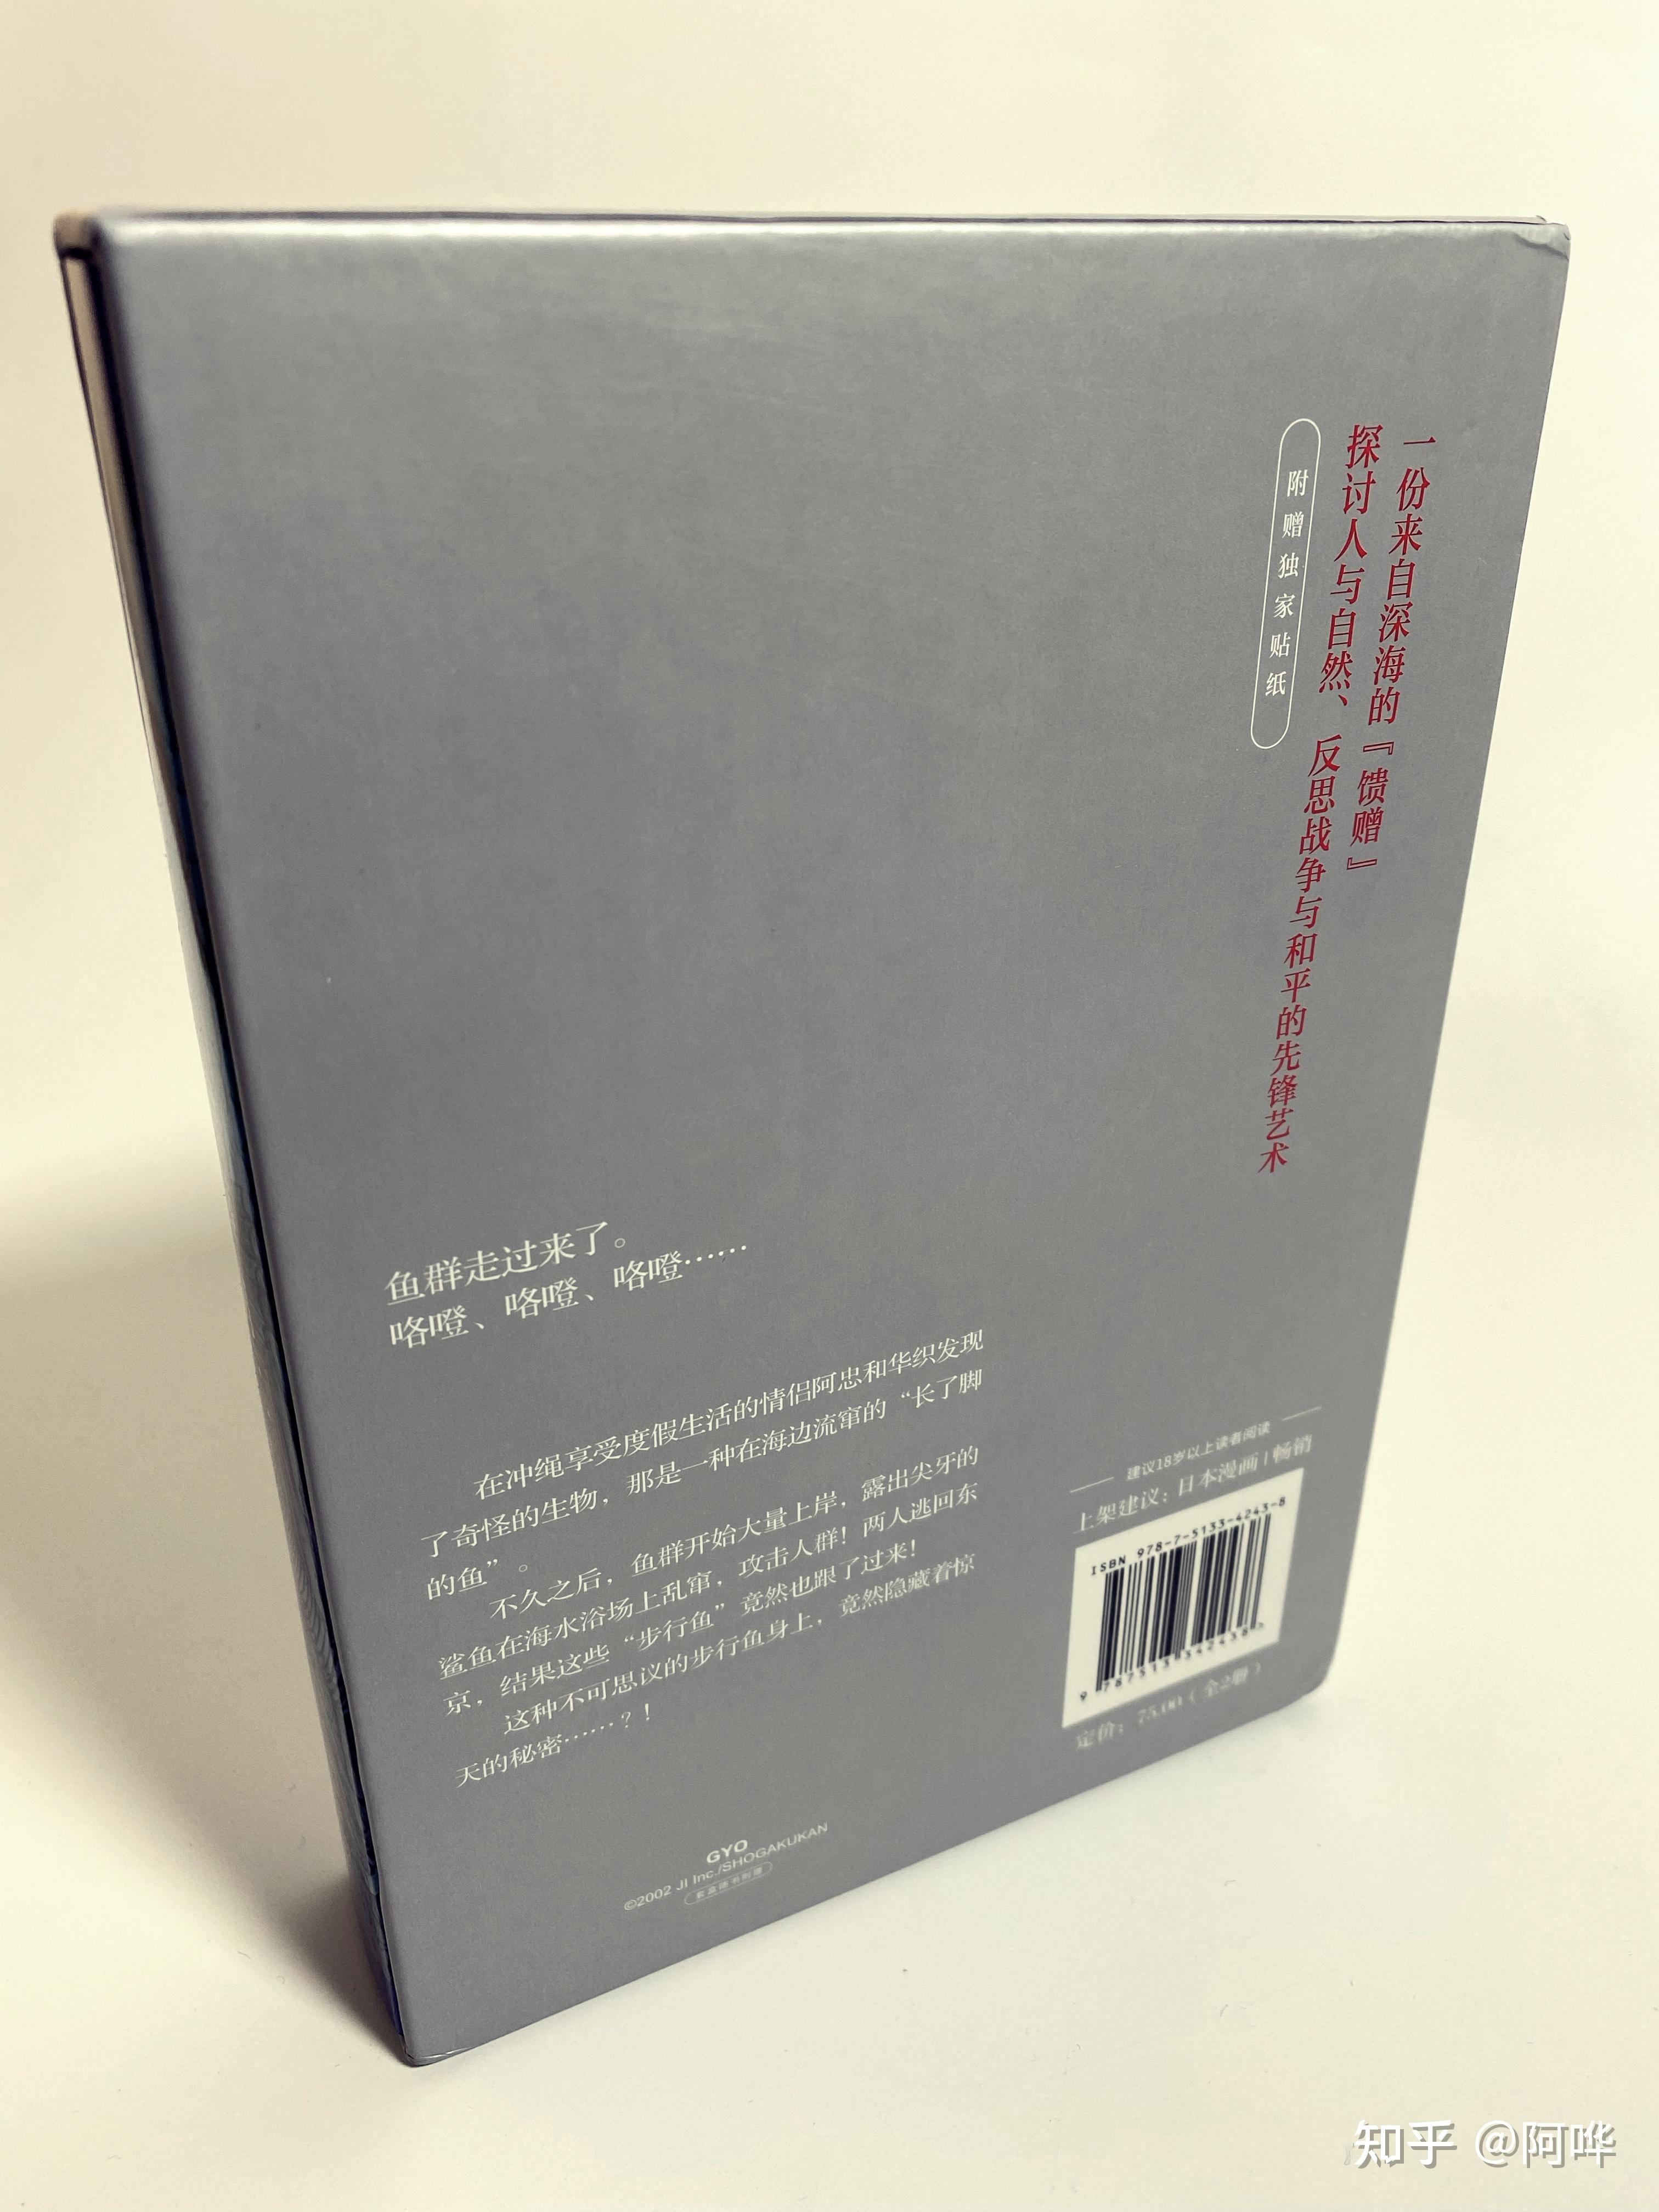 一份来自深海的『馈赠』
探讨人与自然、反思战争与和平的先锋艺术
附赠独家贴纸
鱼群走过来了。
咯噔、咯噔、咯噔……
在冲绳享受度假生活的情侣阿忠和华织发现
了奇怪的生物，那是一种在海边流窜的“长了脚
的鱼”。
不久之后，鱼群开始大量上岸，露出尖牙的
鲨鱼在海水浴场上乱窜，攻击人群！两人逃回东
京，结果这些“步行鱼”竟然也跟了过来！
这种不可思议的步行鱼身上，竟然隐藏着惊
天的秘密……？！
建议18岁以上读者阅读
上架建议：日本漫画|畅销
ISBN 978-7-5133-4243-8
9 787513 342438 >
定价：75.00（全2册）
GYO
©2002 JI Inc./SHOGAKUKAN
套盒随书附赠
知乎 @阿哗